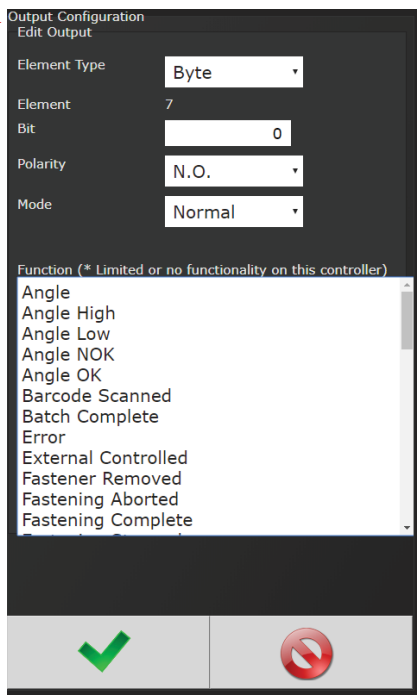 Output Configuration
Edit Output
Element Type
Byte
Element 7
Bit 0
Polarity
N.O.
Mode
Normal
Function (* Limited or no functionality on this controller)
Angle
Angle High
Angle Low
Angle NOK
Angle OK
Barcode Scanned
Batch Complete
Error
External Controlled
Fastener Removed
Fastening Aborted
Fastening Complete